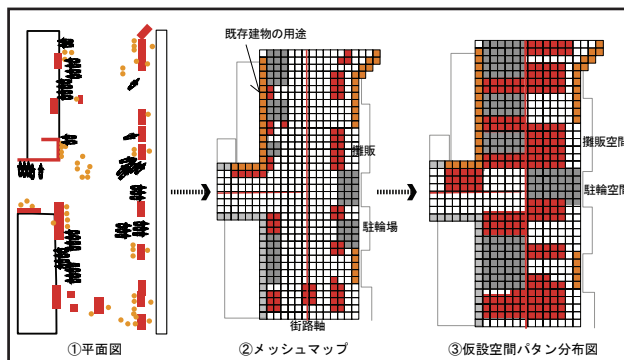 既存建物の用途
攤販
駐輪場
街路軸
攤販空間
駐輪空間
①平面図
②メッシュマップ
③仮設空間パタン分布図